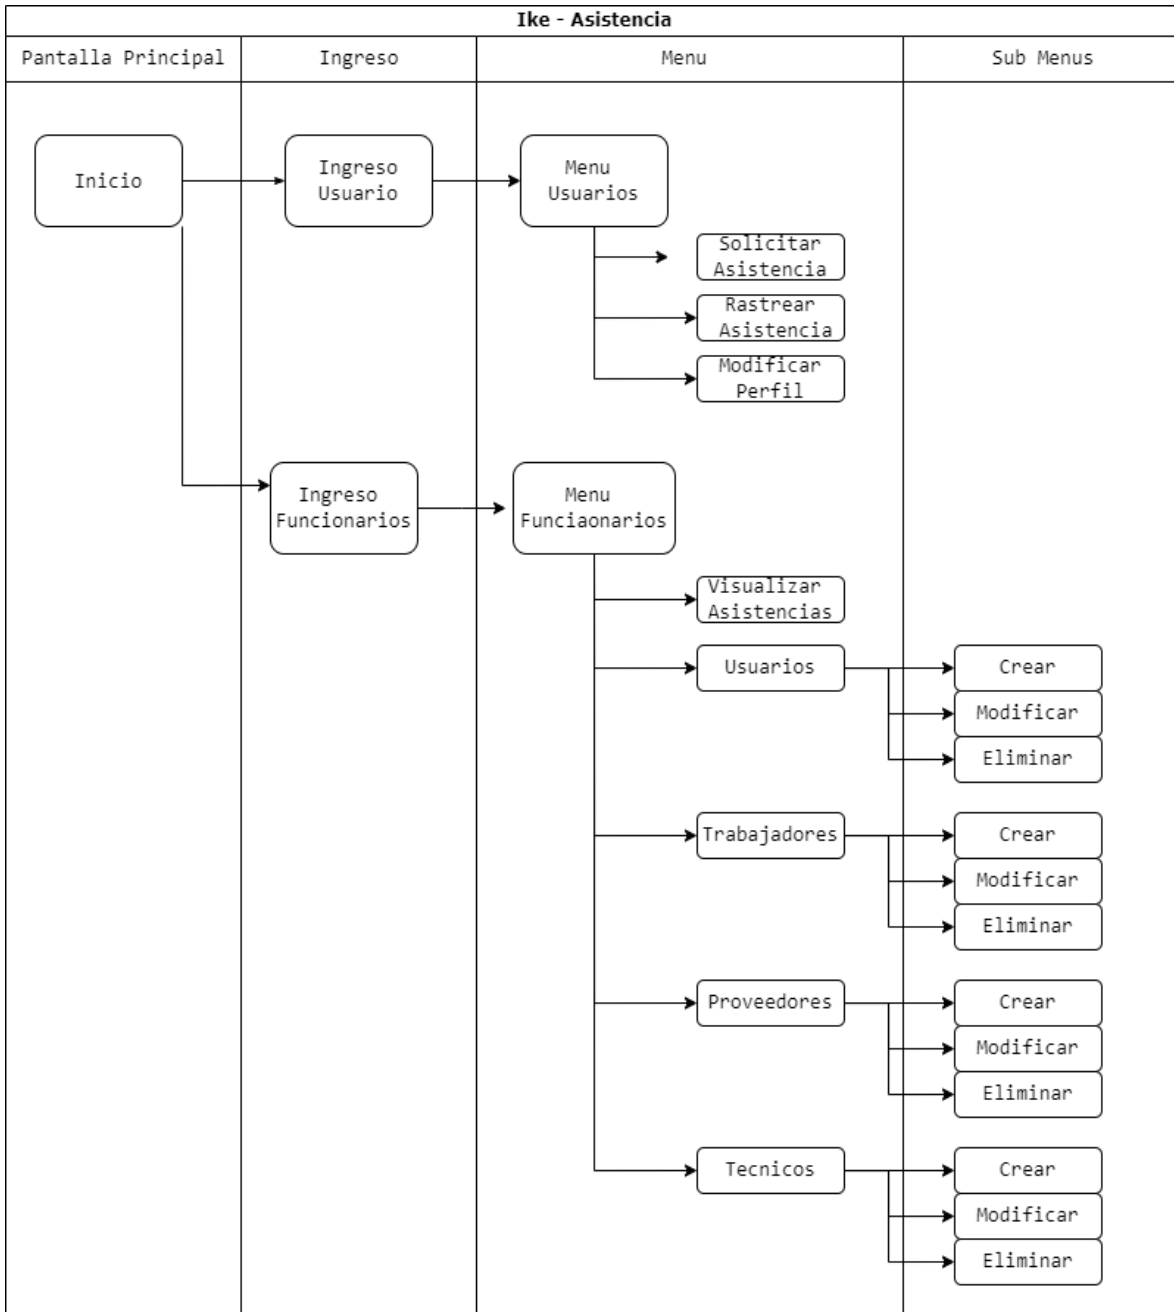 Ike - Asistencia
Pantalla Principal
Ingreso
Menu
Sub Menus
Inicio
Ingreso
Usuario
Menu
Usuarios
Solicitar
Asistencia
Rastrear
Asistencia
Modificar
Perfil
Ingreso
Funcionarios
Menu
Funciaonarios
Visualizar
Asistencias
Usuarios
Crear
Modificar
Eliminar
Trabajadores
Crear
Modificar
Eliminar
Proveedores
Crear
Modificar
Eliminar
Tecnicos
Crear
Modificar
Eliminar